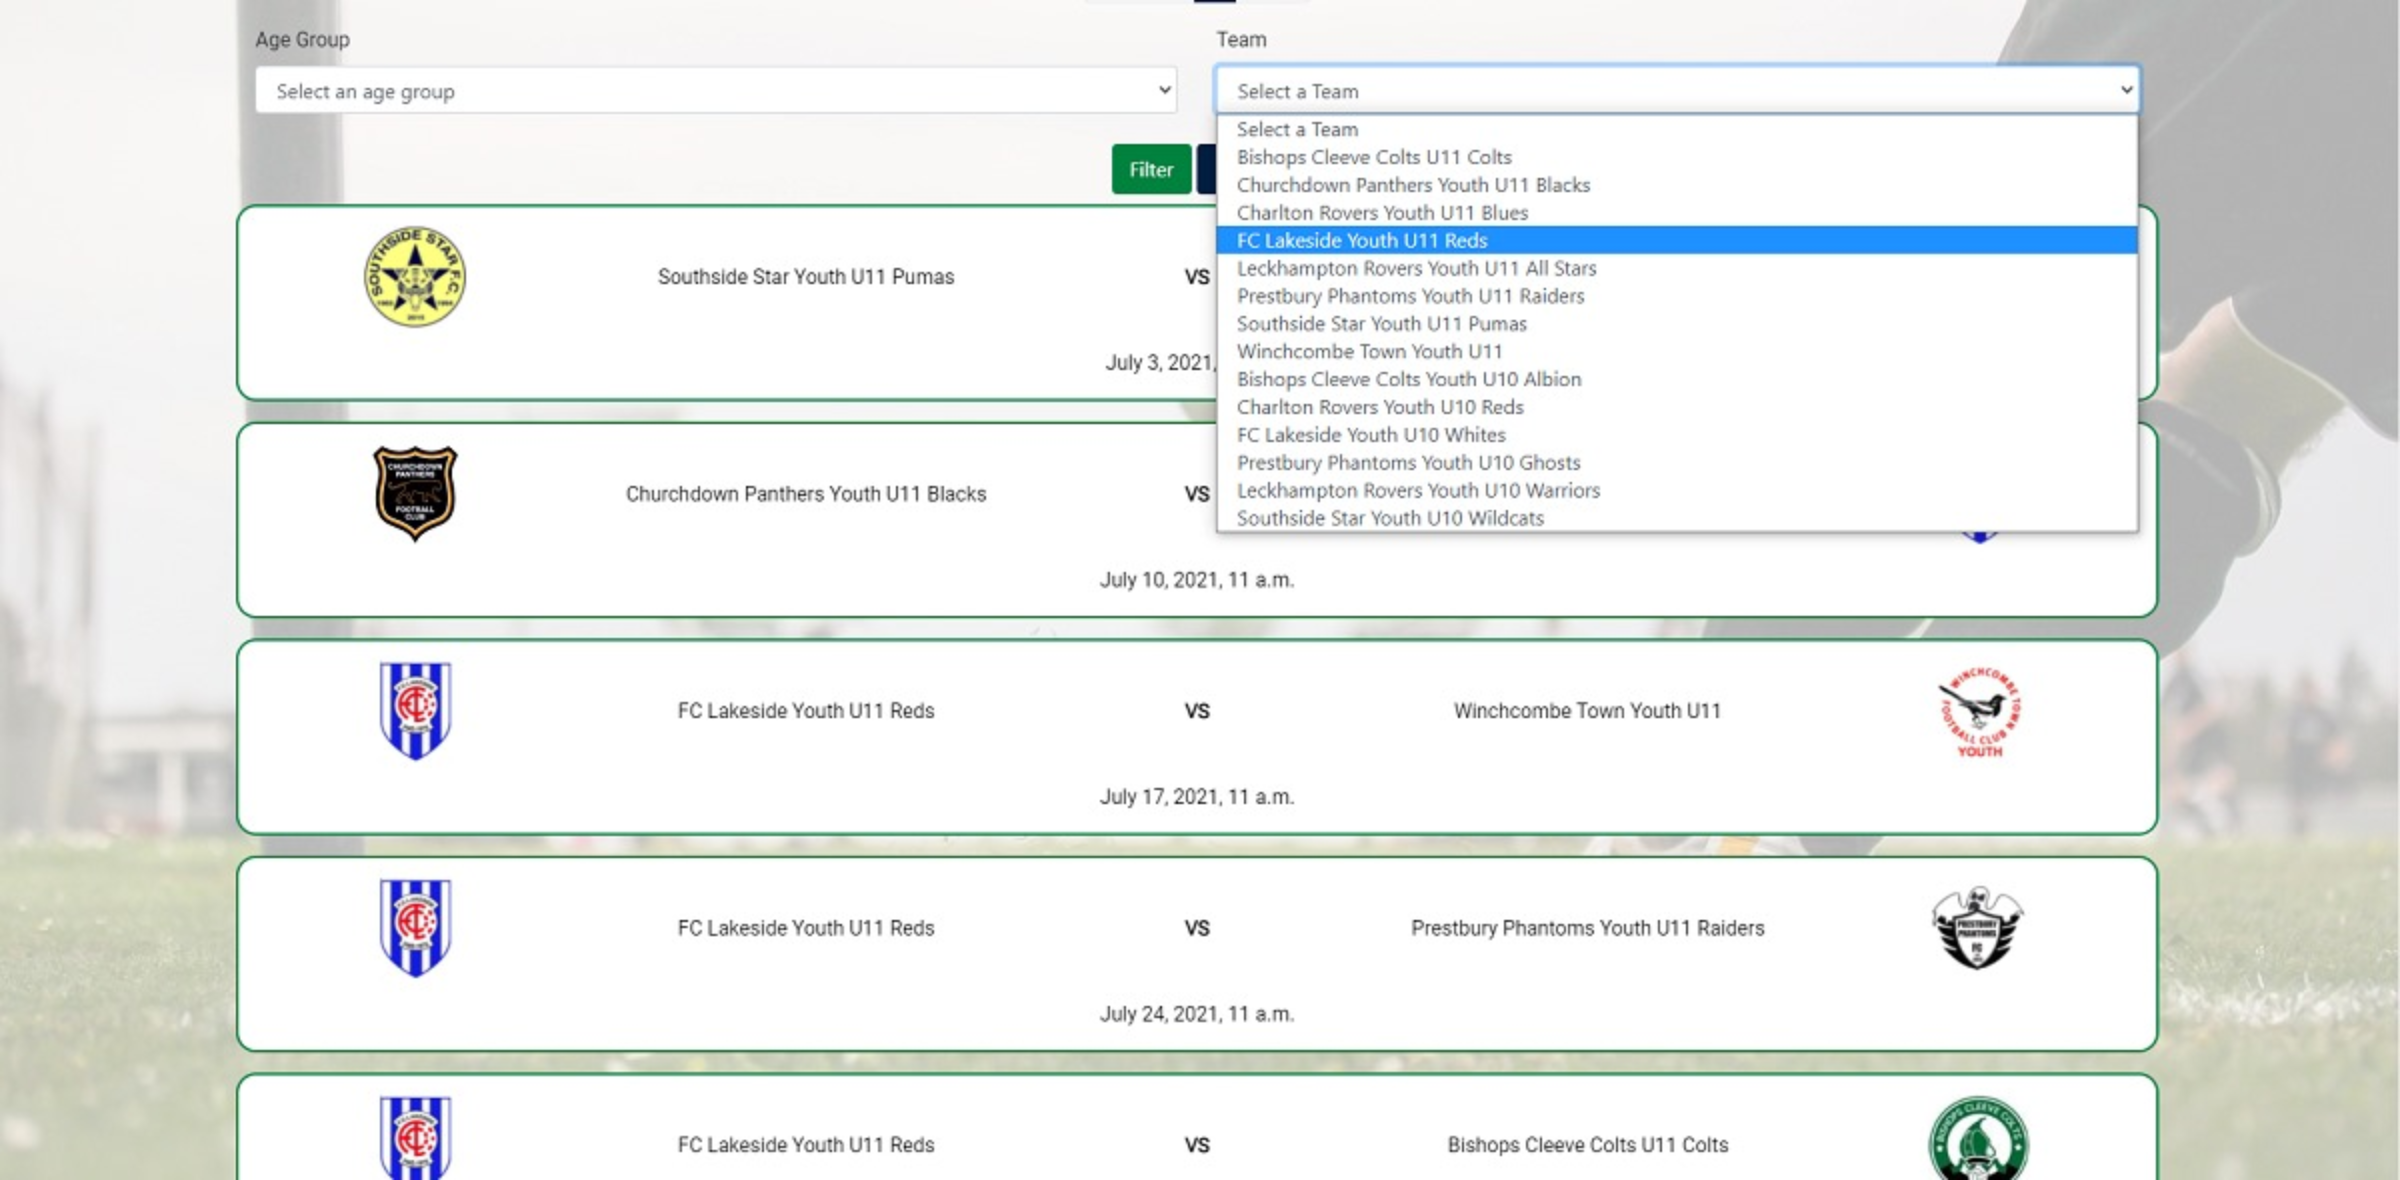 Age Group
Team
Select an age group
Select a Team
Select a Team
Bishops Cleeve Colts U11 Colts
Churchdown Panthers Youth U11 Blacks
Charlton Rovers Youth U11 Blues
FC Lakeside Youth U11 Reds
Leckhampton Rovers Youth U11 All Stars
Prestbury Phantoms Youth U11 Raiders
Southside Star Youth U11 Pumas
Winchcombe Town Youth U11
Bishops Cleeve Colts Youth U10 Albion
Charlton Rovers Youth U10 Reds
FC Lakeside Youth U10 Whites
Prestbury Phantoms Youth U10 Ghosts
Leckhampton Rovers Youth U10 Warriors
Southside Star Youth U10 Wildcats
Filter
SOUTHSIDE STAR F.C.
2015
Southside Star Youth U11 Pumas
VS
July 3, 2021,
CHURCHDOWN
PANTHERS
FOOTBALL
CLUB
Churchdown Panthers Youth U11 Blacks
VS
July 10, 2021, 11 a.m.
FC Lakeside Youth U11 Reds
VS
Winchcombe Town Youth U11
WINCHCOMBE TOWN
FOOTBALL CLUB
YOUTH
July 17, 2021, 11 a.m.
FC Lakeside Youth U11 Reds
VS
Prestbury Phantoms Youth U11 Raiders
PRESTBURY
PHANTOMS
FC
July 24, 2021, 11 a.m.
FC Lakeside Youth U11 Reds
VS
Bishops Cleeve Colts U11 Colts
BISHOPS CLEEVE COLTS